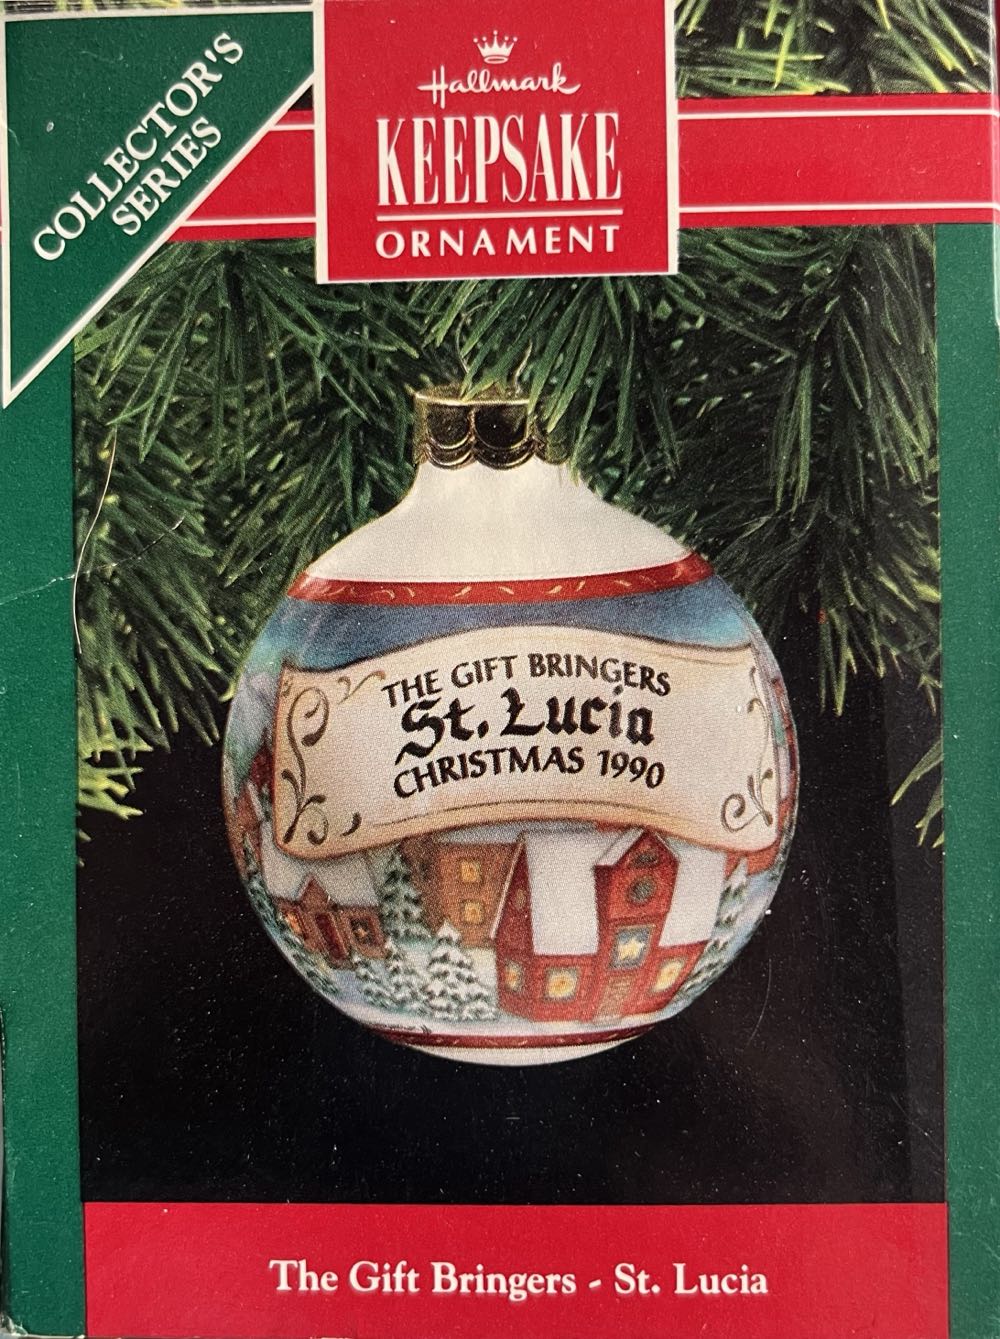 COLLECTOR'S
SERIES
Hallmark
KEEPSAKE
ORNAMENT
THE GIFT BRINGERS
St. Lucia
CHRISTMAS 1990
The Gift Bringers - St. Lucia